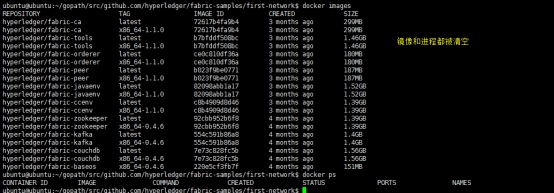 ubuntu@ubuntu:~/gopath/src/github.com/hyperledger/fabric-samples/first-network$ docker images
REPOSITORY TAG IMAGE ID CREATED SIZE
hyperledger/fabric-ca latest 72617b4fa9b4 3 months ago 299MB
hyperledger/fabric-ca x86_64-1.1.0 72617b4fa9b4 3 months ago 299MB
hyperledger/fabric-tools latest b7bfddf508bc 3 months ago 1.46GB
hyperledger/fabric-tools x86_64-1.1.0 b7bfddf508bc 3 months ago 1.46GB
镜像和进程都被清空
hyperledger/fabric-orderer latest ce0c810df36a 3 months ago 180MB
hyperledger/fabric-orderer x86_64-1.1.0 ce0c810df36a 3 months ago 180MB
hyperledger/fabric-peer latest b023f9be0771 3 months ago 187MB
hyperledger/fabric-peer x86_64-1.1.0 b023f9be0771 3 months ago 187MB
hyperledger/fabric-javaenv latest 82098abb1a17 3 months ago 1.52GB
hyperledger/fabric-javaenv x86_64-1.1.0 82098abb1a17 3 months ago 1.52GB
hyperledger/fabric-ccenv latest c8b4909d8d46 3 months ago 1.39GB
hyperledger/fabric-ccenv x86_64-1.1.0 c8b4909d8d46 3 months ago 1.39GB
hyperledger/fabric-zookeeper latest 92cbb952b6f8 4 months ago 1.39GB
hyperledger/fabric-zookeeper x86_64-0.4.6 92cbb952b6f8 4 months ago 1.39GB
hyperledger/fabric-kafka latest 554c591b86a8 4 months ago 1.4GB
hyperledger/fabric-kafka x86_64-0.4.6 554c591b86a8 4 months ago 1.4GB
hyperledger/fabric-couchdb latest 7e73c828fc5b 4 months ago 1.56GB
hyperledger/fabric-couchdb x86_64-0.4.6 7e73c828fc5b 4 months ago 1.56GB
hyperledger/fabric-baseos x86_64-0.4.6 220e5cf3fb7f 4 months ago 151MB
ubuntu@ubuntu:~/gopath/src/github.com/hyperledger/fabric-samples/first-network$ docker ps
CONTAINER ID IMAGE COMMAND CREATED STATUS PORTS NAMES
ubuntu@ubuntu:~/gopath/src/github.com/hyperledger/fabric-samples/first-network$